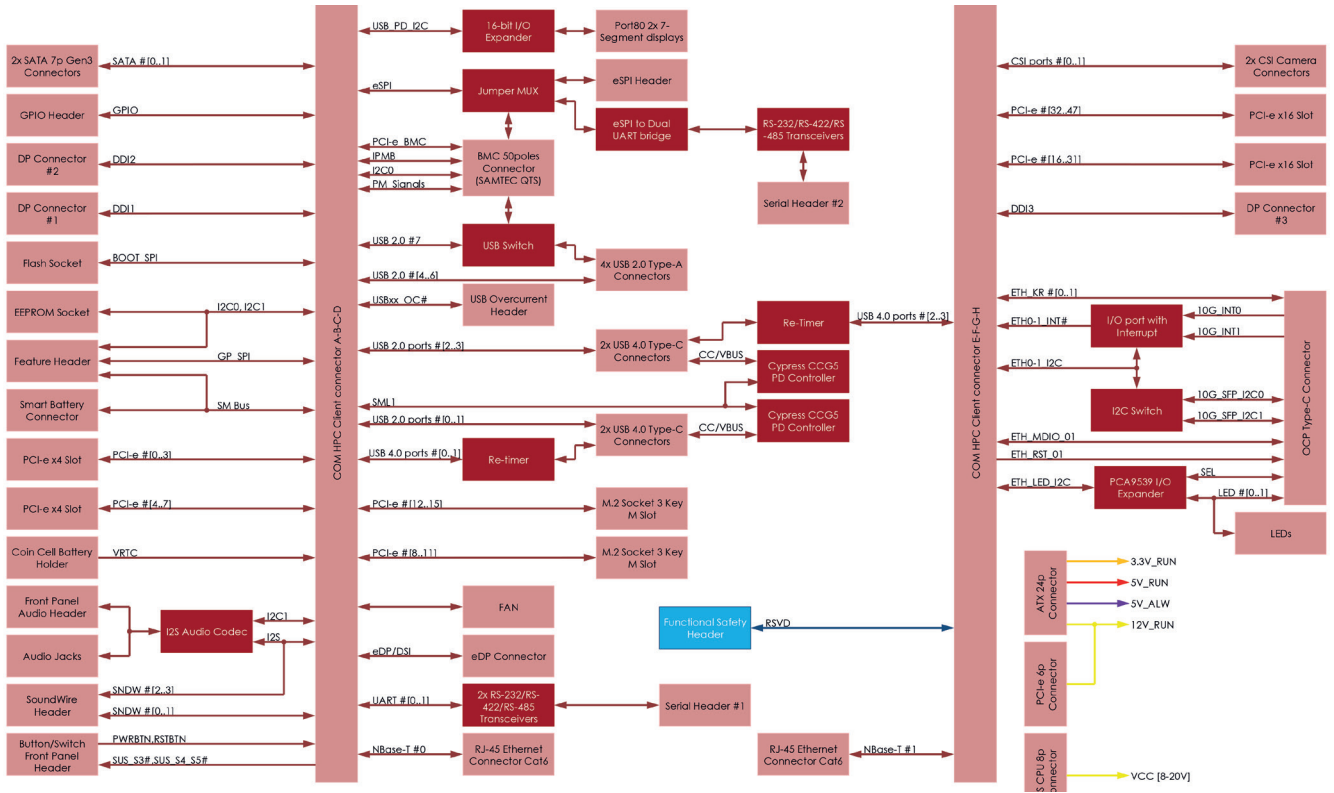 2x SATA 7p Gen3
Connectors
SATA #[0..1]
GPIO Header
GPIO
DP Connector
#2
DDI2
DP Connector
#1
DDI1
Flash Socket
BOOT_SPI
EEPROM Socket
I2C0, I2C1
Feature Header
GP_SPI
Smart Battery
Connector
SM Bus
PCI-e x4 Slot
PCI-e #[0..3]
PCI-e x4 Slot
PCI-e #[4..7]
Coin Cell Battery
Holder
VRTC
Front Panel
Audio Header
Audio Jacks
I2S Audio Codec
I2C1
I2S
SoundWire
Header
SNDW #[2..3]
SNDW #[0..1]
Button/Switch
Front Panel
Header
PWRBTN,RSTBTN
SUS_S3#,SUS_S4_S5#
COM HPC Client connector A-B-C-D
USB_PD_I2C
16-bit I/O
Expander
Port80 2x 7-
Segment displays
eSPI
Jumper MUX
eSPI Header
eSPI to Dual
UART bridge
RS-232/RS-422/RS
-485 Transceivers
Serial Header #2
PCI-e_BMC
IPMB
I2C0
PM_Signals
BMC 50poles
Connector
(SAMTEC QTS)
USB 2.0 #7
USB Switch
USB 2.0 #[4..6]
4x USB 2.0 Type-A
Connectors
USBxx_OC#
USB Overcurrent
Header
USB 2.0 ports #[2..3]
2x USB 4.0 Type-C
Connectors
Re-Timer
USB 4.0 ports #[2..3]
CC/VBUS
Cypress CCG5
PD Controller
SML1
Cypress CCG5
PD Controller
USB 2.0 ports #[0..1]
2x USB 4.0 Type-C
Connectors
CC/VBUS
USB 4.0 ports #[0..1]
Re-timer
PCI-e #[12..15]
M.2 Socket 3 Key
M Slot
PCI-e #[8..11]
M.2 Socket 3 Key
M Slot
FAN
eDP/DSI
eDP Connector
UART #[0..1]
2x RS-232/RS-
422/RS-485
Transceivers
Serial Header #1
NBase-T #0
RJ-45 Ethernet
Connector Cat6
Functional Safety
Header
RSVD
RJ-45 Ethernet
Connector Cat6
NBase-T #1
COM HPC Client connector E-F-G-H
CSI ports #[0..1]
2x CSI Camera
Connectors
PCI-e #[32..47]
PCI-e x16 Slot
PCI-e #[16..31]
PCI-e x16 Slot
DDI3
DP Connector
#3
ETH_KR #[0..1]
ETH0-1_INT#
I/O port with
Interrupt
10G_INT0
10G_INT1
ETH0-1_I2C
I2C Switch
10G_SFP_I2C0
10G_SFP_I2C1
ETH_MDIO_01
ETH_RST_01
ETH_LED_I2C
PCA9539 I/O
Expander
SEL
LED #[0..1]
OCP Type-C Connector
LEDs
ATX 24p
Connector
3.3V_RUN
5V_RUN
5V_ALW
12V_RUN
PCI-e 6p
Connector
S CPU 8p
onnector
VCC [8-20V]